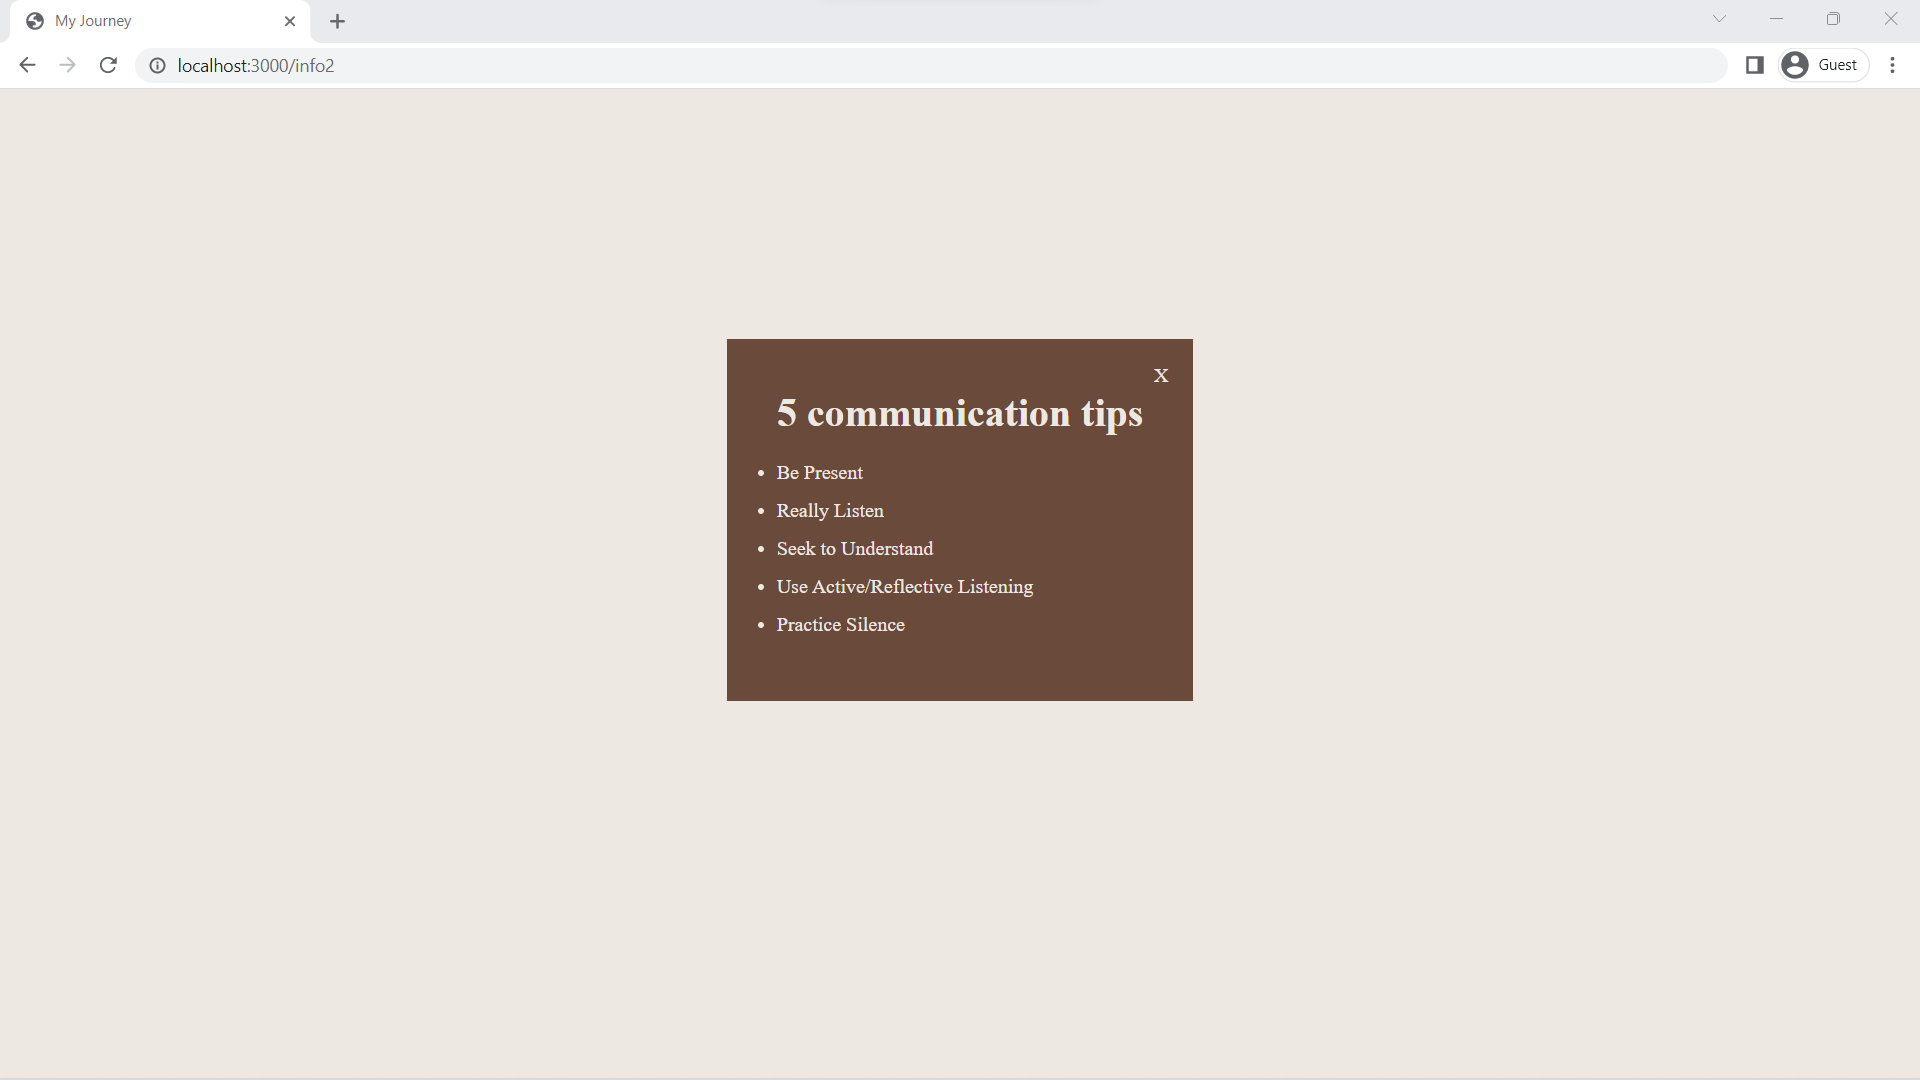 My Journey
localhost:3000/info2
Guest
x
5 communication tips
• Be Present
• Really Listen
• Seek to Understand
• Use Active/Reflective Listening
• Practice Silence